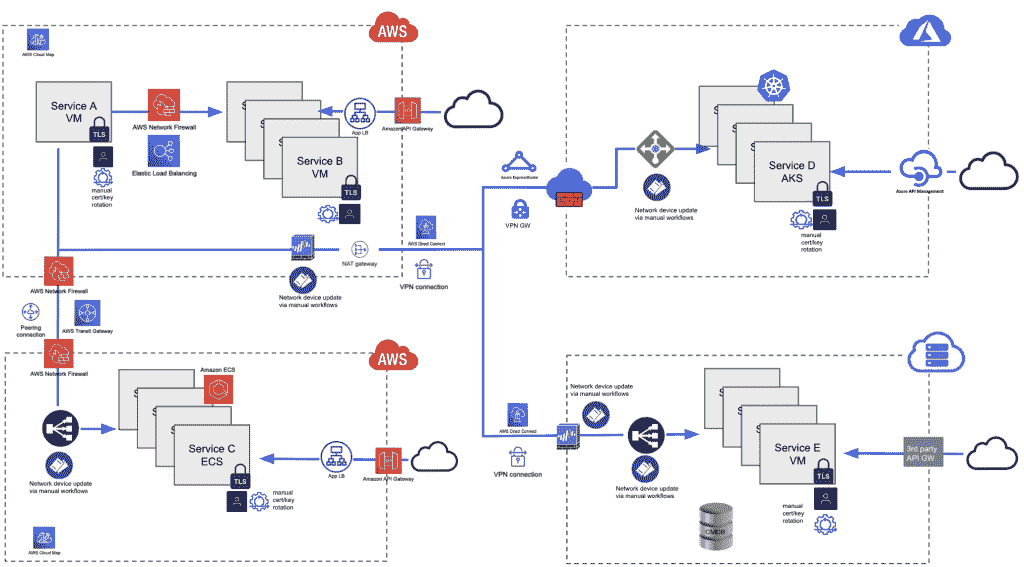 AWS
AWS Cloud Map
Service A
VM
TLS
manual
cert/key
rotation
AWS Network Firewall
Elastic Load Balancing
S
S
S
Service B
VM
TLS
App LB
Amazon API Gateway
NAT gateway
Network device update
via manual workflows
AWS Direct Connect
VPN connection
AWS Network Firewall
Peering
connection
AWS Transit Gateway
AWS Network Firewall
AWS
Amazon ECS
S
S
S
Service C
ECS
TLS
manual
cert/key
rotation
Network device update
via manual workflows
App LB
Amazon API Gateway
AWS Cloud Map
Azure ExpressRoute
VPN GW
Network device update
via manual workflows
S
S
S
Service D
AKS
TLS
manual
cert/key
rotation
Azure API Management
AWS Direct Connect
VPN connection
Network device update
via manual workflows
Network device update
via manual workflows
S
S
S
Service E
VM
TLS
manual
cert/key
rotation
3rd party
API GW
CMDB